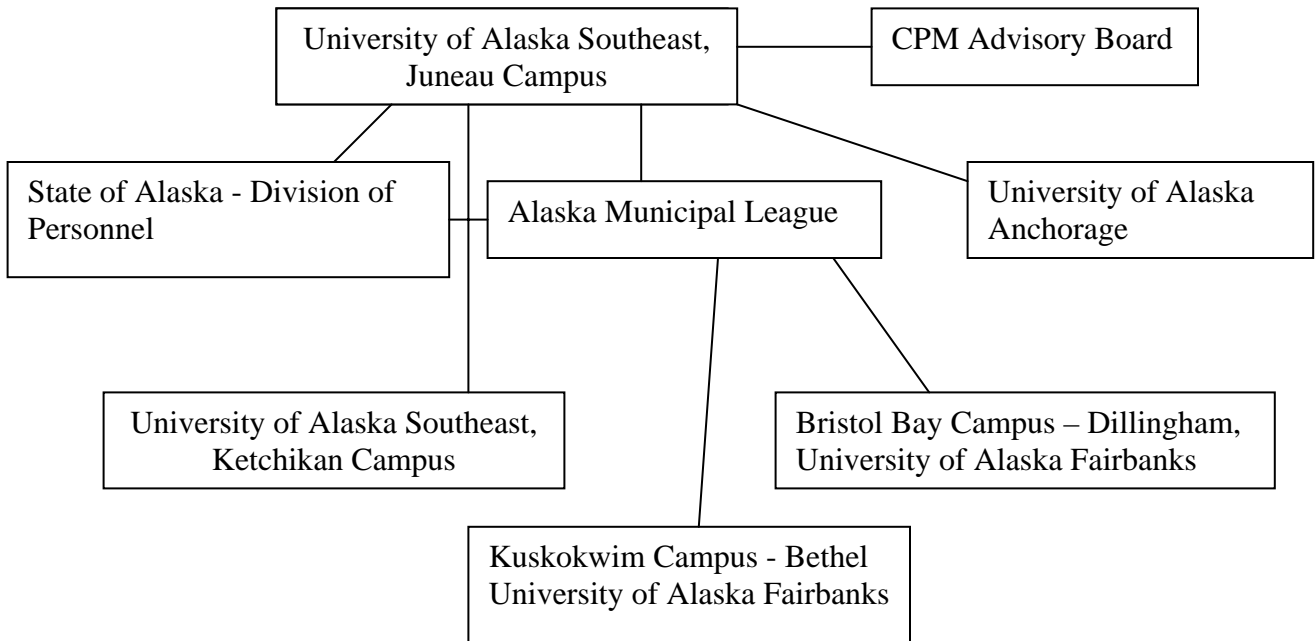 University of Alaska Southeast,
Juneau Campus
CPM Advisory Board
State of Alaska - Division of
Personnel
Alaska Municipal League
University of Alaska
Anchorage
University of Alaska Southeast,
Ketchikan Campus
Bristol Bay Campus – Dillingham,
University of Alaska Fairbanks
Kuskokwim Campus - Bethel
University of Alaska Fairbanks